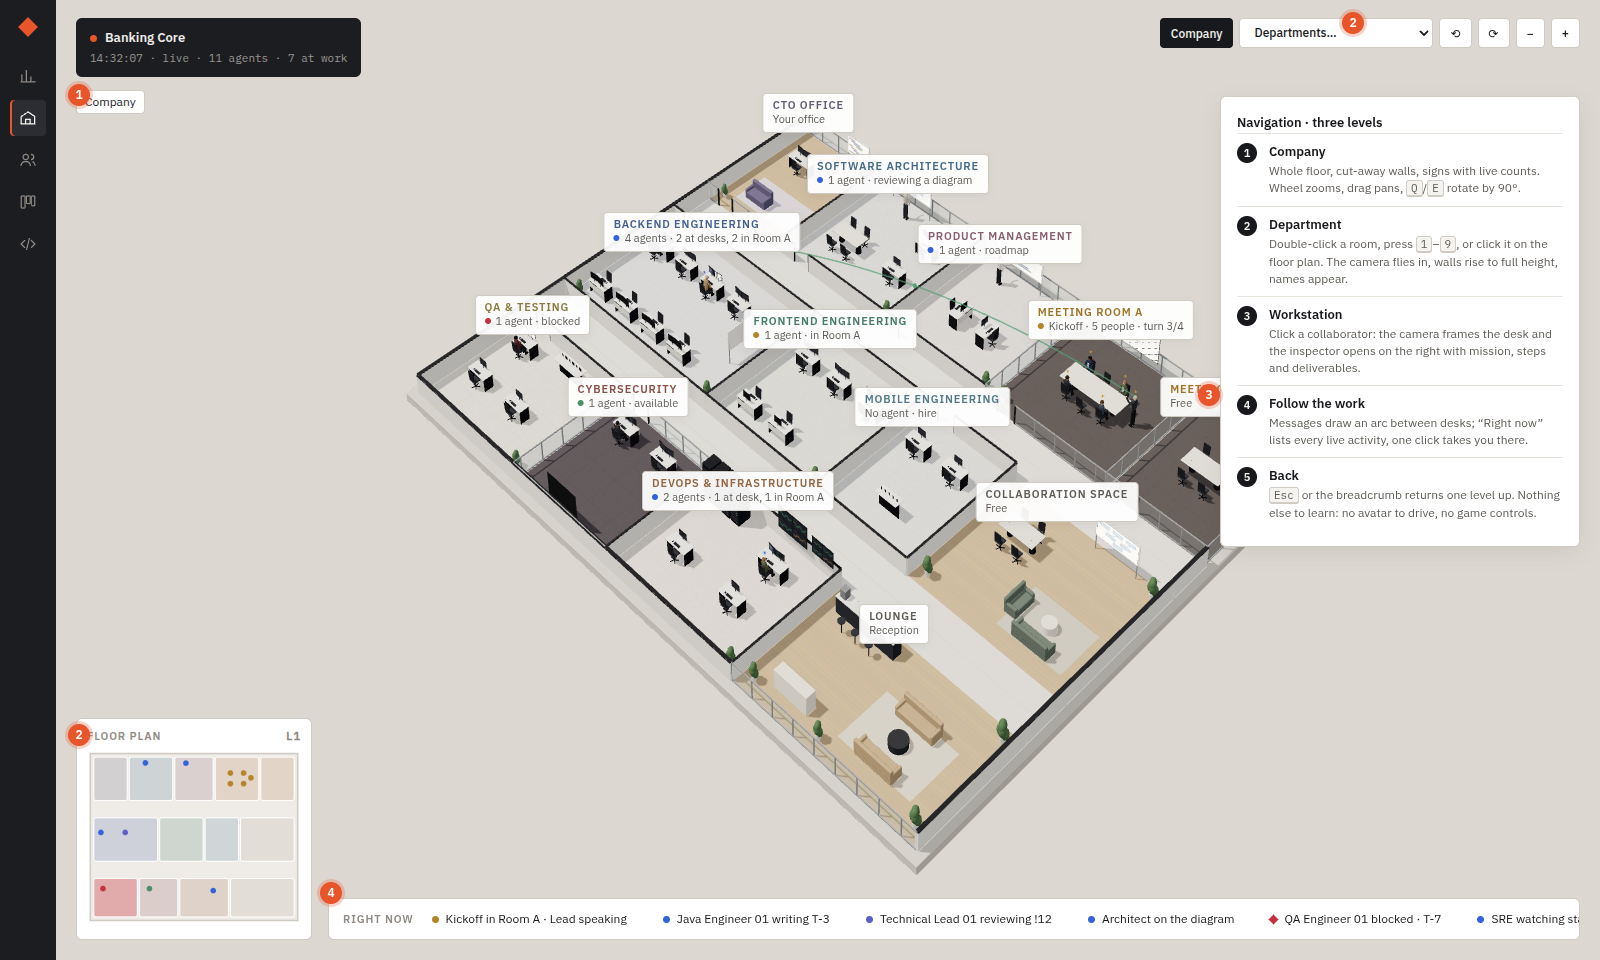 Banking Core
14:32:07 · live · 11 agents · 7 at work
Company
Departments...
2
⟲
⟳
–
+
1
Company
CTO OFFICE
Your office
SOFTWARE ARCHITECTURE
1 agent · reviewing a diagram
BACKEND ENGINEERING
4 agents · 2 at desks, 2 in Room A
PRODUCT MANAGEMENT
1 agent · roadmap
QA & TESTING
1 agent · blocked
FRONTEND ENGINEERING
1 agent · in Room A
MEETING ROOM A
Kickoff · 5 people · turn 3/4
CYBERSECURITY
1 agent · available
MOBILE ENGINEERING
No agent · hire
Free
3
DEVOPS & INFRASTRUCTURE
2 agents · 1 at desk, 1 in Room A
COLLABORATION SPACE
Free
LOUNGE
Reception
Navigation · three levels
1
Company
Whole floor, cut-away walls, signs with live counts.
Wheel zooms, drag pans, Q/E rotate by 90°.
2
Department
Double-click a room, press 1–9, or click it on the
floor plan. The camera flies in, walls rise to full height,
names appear.
3
Workstation
Click a collaborator: the camera frames the desk and
the inspector opens on the right with mission, steps
and deliverables.
4
Follow the work
Messages draw an arc between desks; “Right now”
lists every live activity, one click takes you there.
5
Back
Esc or the breadcrumb returns one level up. Nothing
else to learn: no avatar to drive, no game controls.
2
FLOOR PLAN
L1
4
RIGHT NOW
Kickoff in Room A · Lead speaking
Java Engineer 01 writing T-3
Technical Lead 01 reviewing !12
Architect on the diagram
QA Engineer 01 blocked · T-7
SRE watching